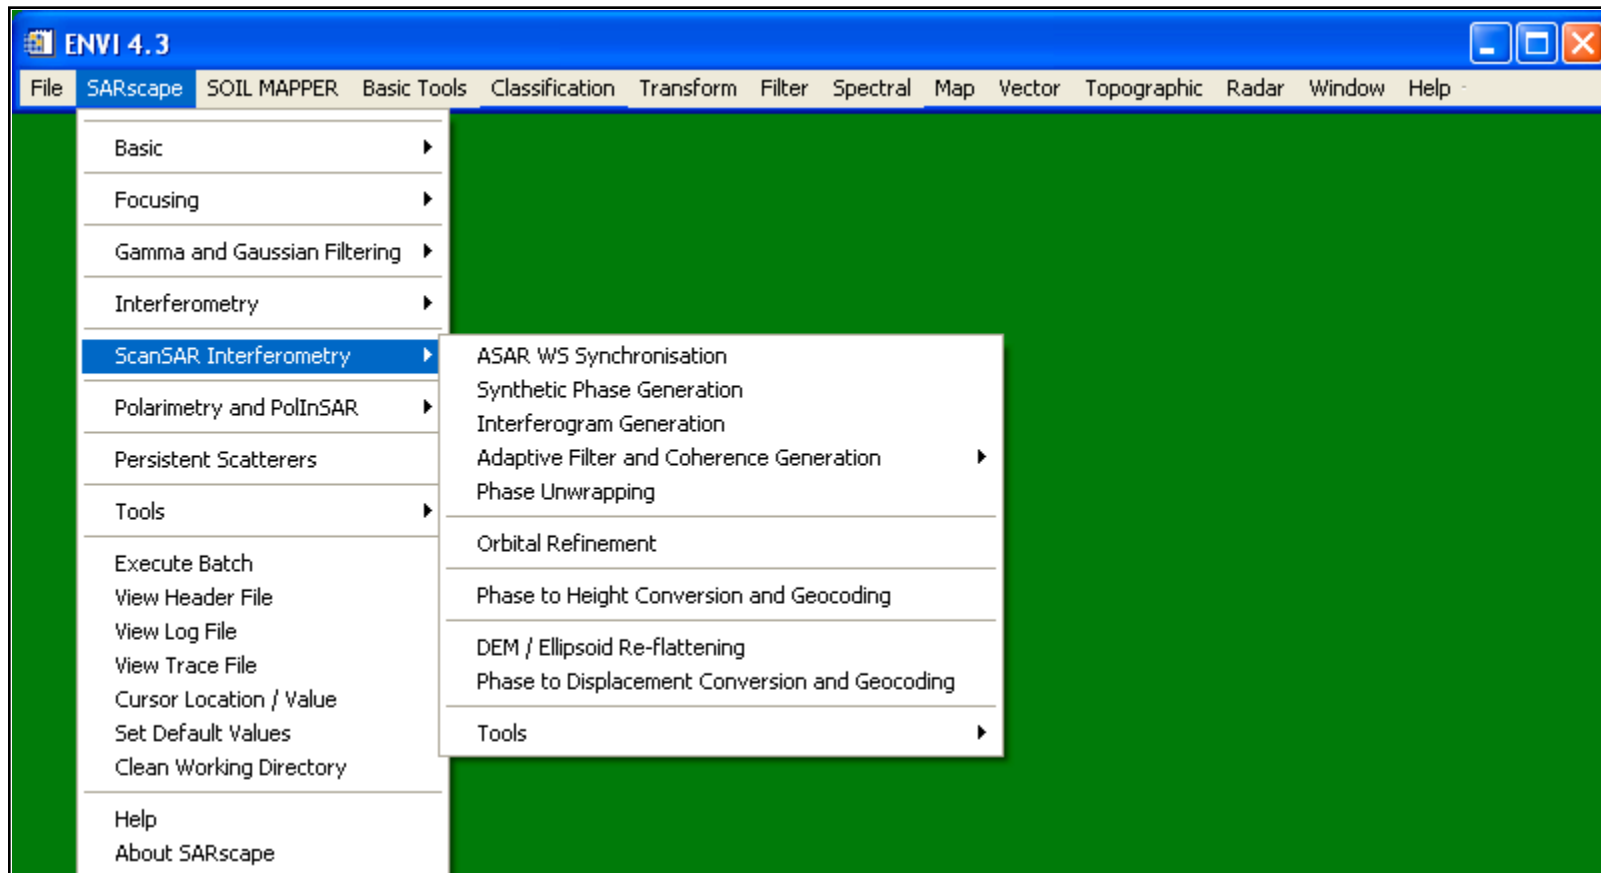 ENVI 4.3
File SARscape SOIL MAPPER Basic Tools Classification Transform Filter Spectral Map Vector Topographic Radar Window Help
Basic
Focusing
Gamma and Gaussian Filtering
Interferometry
ScanSAR Interferometry
Polarimetry and PolInSAR
Persistent Scatterers
Tools
Execute Batch
View Header File
View Log File
View Trace File
Cursor Location / Value
Set Default Values
Clean Working Directory
Help
About SARscape
ASAR WS Synchronisation
Synthetic Phase Generation
Interferogram Generation
Adaptive Filter and Coherence Generation
Phase Unwrapping
Orbital Refinement
Phase to Height Conversion and Geocoding
DEM / Ellipsoid Re-flattening
Phase to Displacement Conversion and Geocoding
Tools